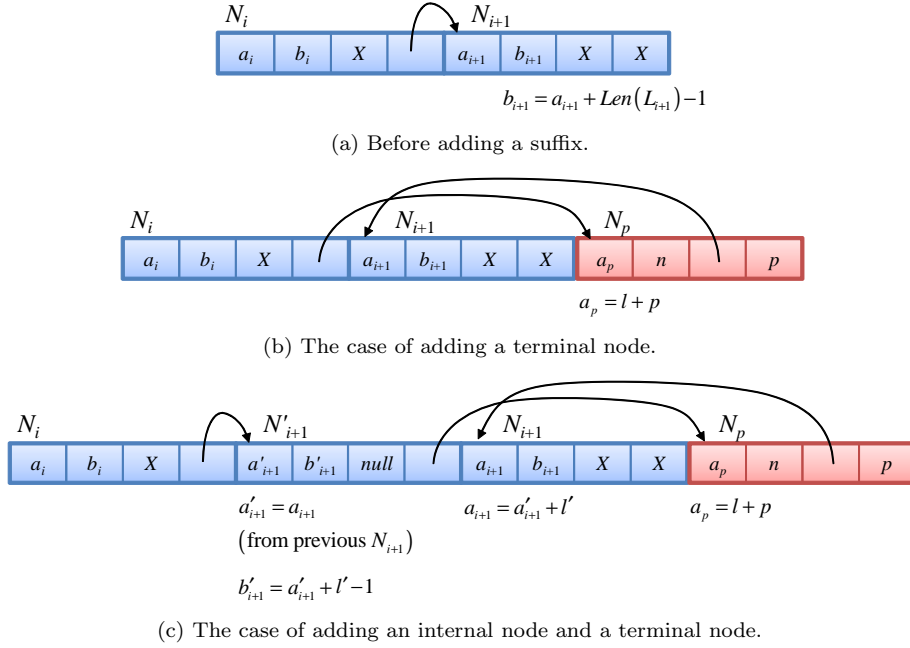 N_i N_{i+1}
a_i b_i X a_{i+1} b_{i+1} X X
b_{i+1} = a_{i+1} + Len(L_{i+1}) − 1
(a) Before adding a suffix.
N_i N_{i+1} N_p
a_i b_i X a_{i+1} b_{i+1} X X a_p n p
a_p = l + p
(b) The case of adding a terminal node.
N_i N'_{i+1} N_{i+1} N_p
a_i b_i X a'_{i+1} b'_{i+1} null a_{i+1} b_{i+1} X X a_p n p
a'_{i+1} = a_{i+1} a_{i+1} = a'_{i+1} + l' a_p = l + p
(from previous N_{i+1})
b'_{i+1} = a'_{i+1} + l' − 1
(c) The case of adding an internal node and a terminal node.